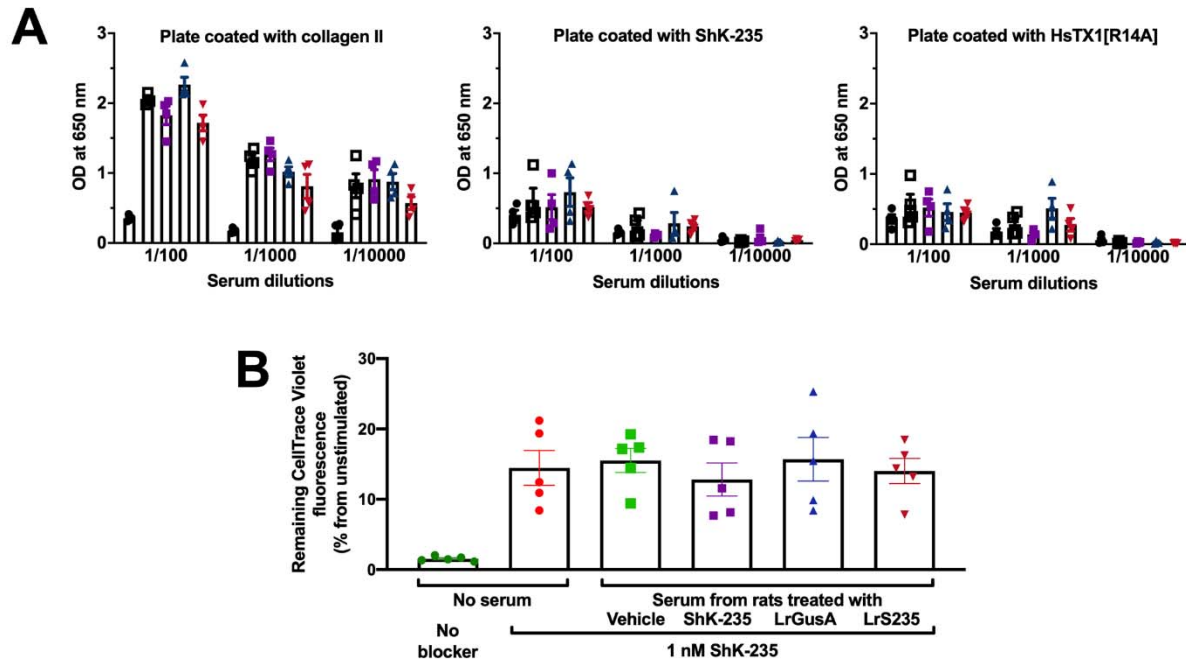 A
Plate coated with collagen II
OD at 650 nm
3
2
1
0
1/100 1/1000 1/10000
Serum dilutions
Plate coated with ShK-235
OD at 650 nm
3
2
1
0
1/100 1/1000 1/10000
Serum dilutions
Plate coated with HsTX1[R14A]
OD at 650 nm
3
2
1
0
1/100 1/1000 1/10000
Serum dilutions
B
Remaining CellTrace Violet
fluorescence
(% from unstimulated)
30
20
10
0
No serum
Serum from rats treated with
Vehicle ShK-235 LrGusA LrS235
No
blocker
1 nM ShK-235